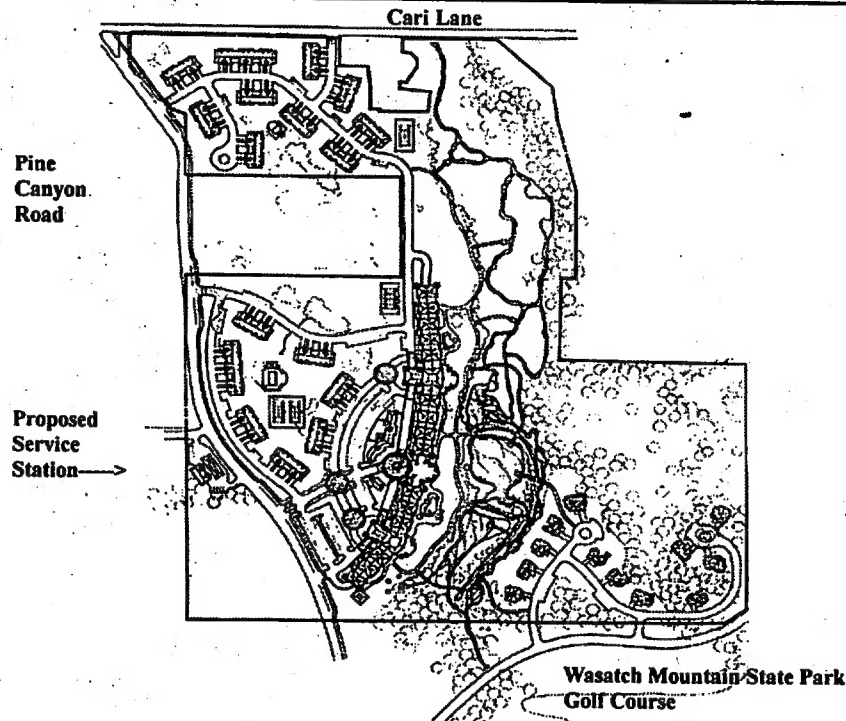 Cari Lane
Pine
Canyon
Road
Proposed
Service
Station
Wasatch Mountain State Park
Golf Course